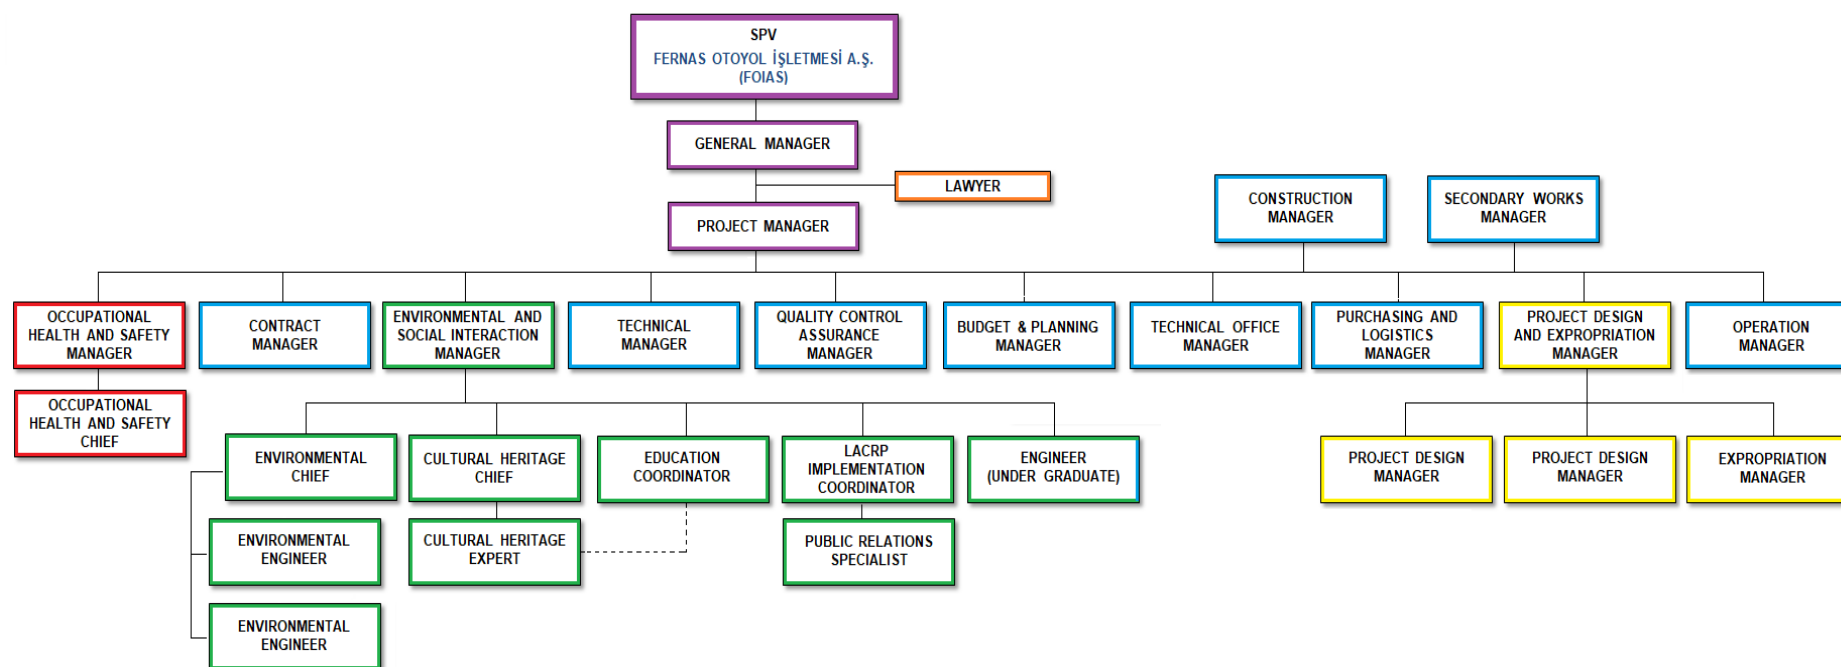 SPV
FERNAS OTOYOL İŞLETMESİ A.Ş.
(FOIAS)
GENERAL MANAGER
LAWYER
PROJECT MANAGER
CONSTRUCTION
MANAGER
SECONDARY WORKS
MANAGER
OCCUPATIONAL
HEALTH AND SAFETY
MANAGER
CONTRACT
MANAGER
ENVIRONMENTAL AND
SOCIAL INTERACTION
MANAGER
TECHNICAL
MANAGER
QUALITY CONTROL
ASSURANCE
MANAGER
BUDGET & PLANNING
MANAGER
TECHNICAL OFFICE
MANAGER
PURCHASING AND
LOGISTICS
MANAGER
PROJECT DESIGN
AND EXPROPRIATION
MANAGER
OPERATION
MANAGER
OCCUPATIONAL
HEALTH AND SAFETY
CHIEF
ENVIRONMENTAL
CHIEF
CULTURAL HERITAGE
CHIEF
EDUCATION
COORDINATOR
LACRP
IMPLEMENTATION
COORDINATOR
ENGINEER
(UNDER GRADUATE)
PROJECT DESIGN
MANAGER
PROJECT DESIGN
MANAGER
EXPROPRIATION
MANAGER
ENVIRONMENTAL
ENGINEER
CULTURAL HERITAGE
EXPERT
PUBLIC RELATIONS
SPECIALIST
ENVIRONMENTAL
ENGINEER